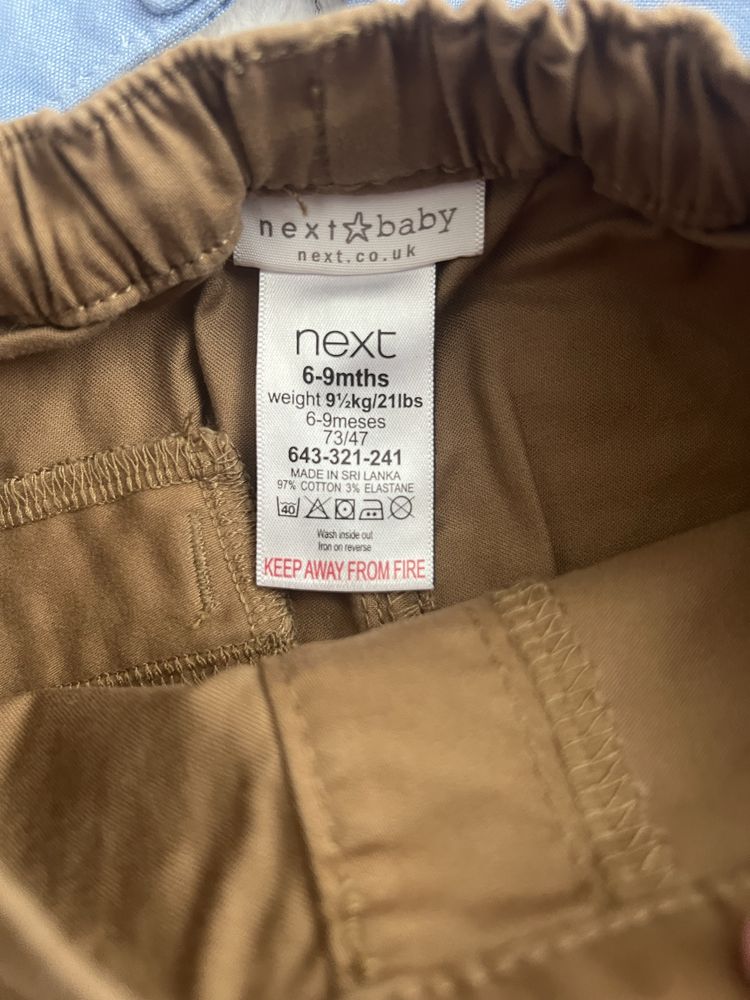 next☆baby
next.co.uk
next
6-9mths
weight 9½kg/21lbs
6-9meses
73/47
643-321-241
MADE IN SRI LANKA
97% COTTON 3% ELASTANE
40
Wash inside out
Iron on reverse
KEEP AWAY FROM FIRE